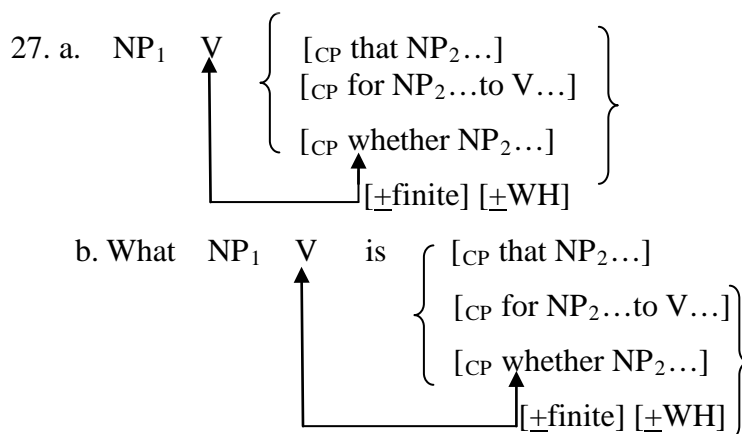 27. a. NP₁ V [CP that NP₂…]
[CP for NP₂…to V…]
[CP whether NP₂…]
[±finite] [±WH]
b. What NP₁ V is [CP that NP₂…]
[CP for NP₂…to V…]
[CP whether NP₂…]
[±finite] [±WH]